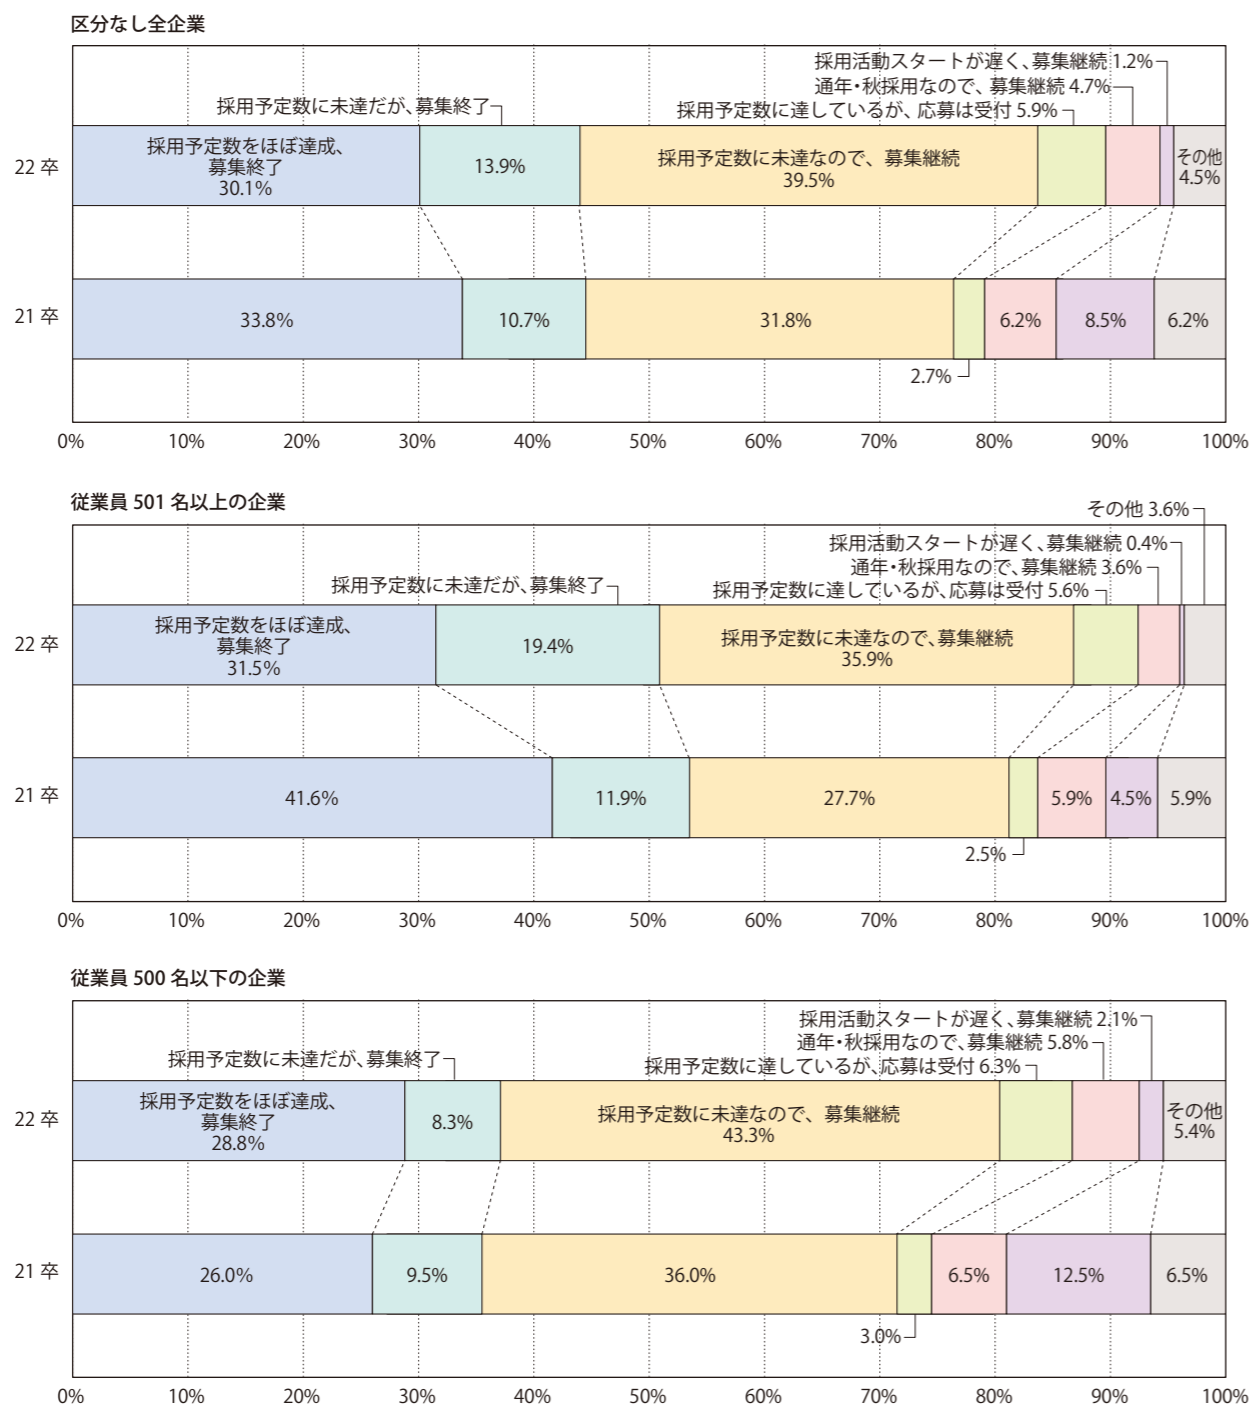 区分なし全企業
採用活動スタートが遅く、募集継続 1.2%
通年・秋採用なので、募集継続 4.7%
採用予定数に未達だが、募集終了
採用予定数に達しているが、応募は受付 5.9%
22 卒
採用予定数をほぼ達成、
募集終了
30.1%
13.9%
採用予定数に未達なので、募集継続
39.5%
その他
4.5%
21 卒
33.8%
10.7%
31.8%
2.7%
6.2%
8.5%
6.2%
0%
10%
20%
30%
40%
50%
60%
70%
80%
90%
100%
従業員 501 名以上の企業
その他 3.6%
採用活動スタートが遅く、募集継続 0.4%
通年・秋採用なので、募集継続 3.6%
採用予定数に未達だが、募集終了
採用予定数に達しているが、応募は受付 5.6%
22 卒
採用予定数をほぼ達成、
募集終了
31.5%
19.4%
採用予定数に未達なので、募集継続
35.9%
21 卒
41.6%
11.9%
27.7%
2.5%
5.9%
4.5%
5.9%
0%
10%
20%
30%
40%
50%
60%
70%
80%
90%
100%
従業員 500 名以下の企業
採用活動スタートが遅く、募集継続 2.1%
通年・秋採用なので、募集継続 5.8%
採用予定数に未達だが、募集終了
採用予定数に達しているが、応募は受付 6.3%
22 卒
採用予定数をほぼ達成、
募集終了
28.8%
8.3%
採用予定数に未達なので、募集継続
43.3%
その他
5.4%
21 卒
26.0%
9.5%
36.0%
3.0%
6.5%
12.5%
6.5%
0%
10%
20%
30%
40%
50%
60%
70%
80%
90%
100%